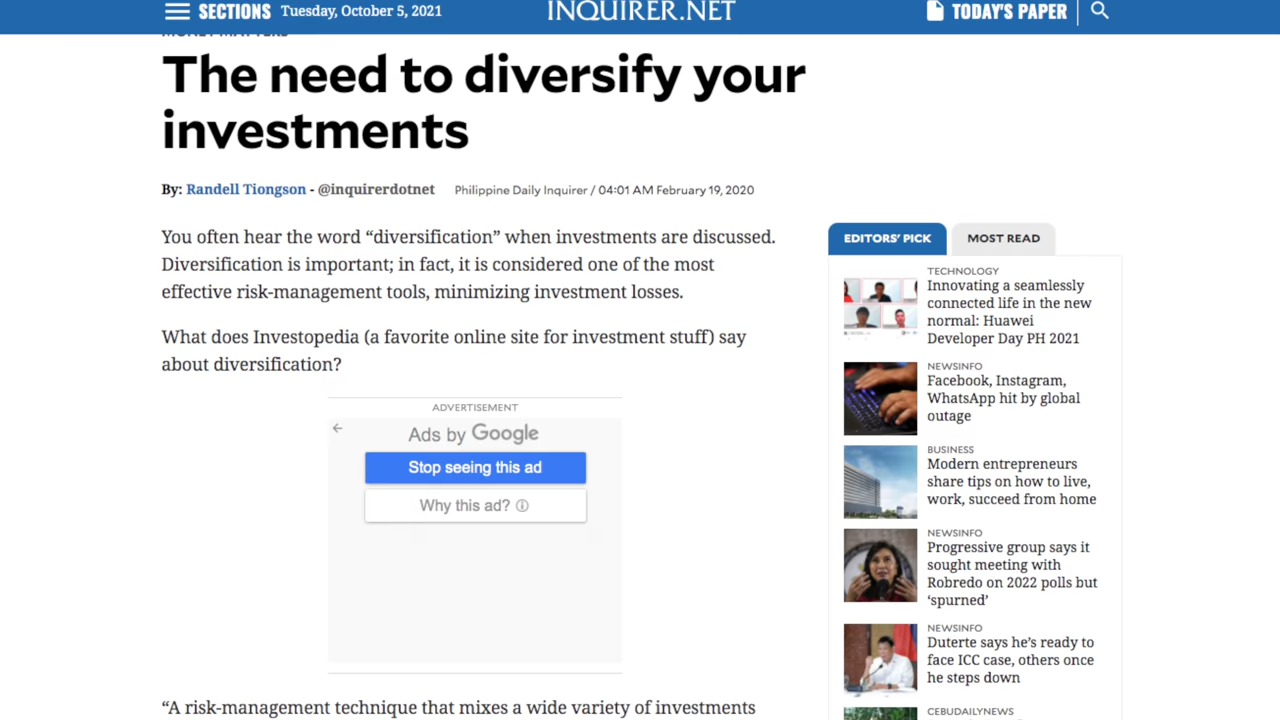 SECTIONS Tuesday, October 5, 2021
INQUIRER.NET
TODAY'S PAPER
MONEY MATTERS
The need to diversify your
investments
By: Randell Tiongson - @inquirerdotnet Philippine Daily Inquirer / 04:01 AM February 19, 2020
You often hear the word “diversification” when investments are discussed.
Diversification is important; in fact, it is considered one of the most
effective risk-management tools, minimizing investment losses.
What does Investopedia (a favorite online site for investment stuff) say
about diversification?
ADVERTISEMENT
Ads by Google
Stop seeing this ad
Why this ad?
“A risk-management technique that mixes a wide variety of investments
EDITORS' PICK
MOST READ
TECHNOLOGY
Innovating a seamlessly
connected life in the new
normal: Huawei
Developer Day PH 2021
NEWSINFO
Facebook, Instagram,
WhatsApp hit by global
outage
BUSINESS
Modern entrepreneurs
share tips on how to live,
work, succeed from home
NEWSINFO
Progressive group says it
sought meeting with
Robredo on 2022 polls but
‘spurned’
NEWSINFO
Duterte says he’s ready to
face ICC case, others once
he steps down
CEBUDAILYNEWS